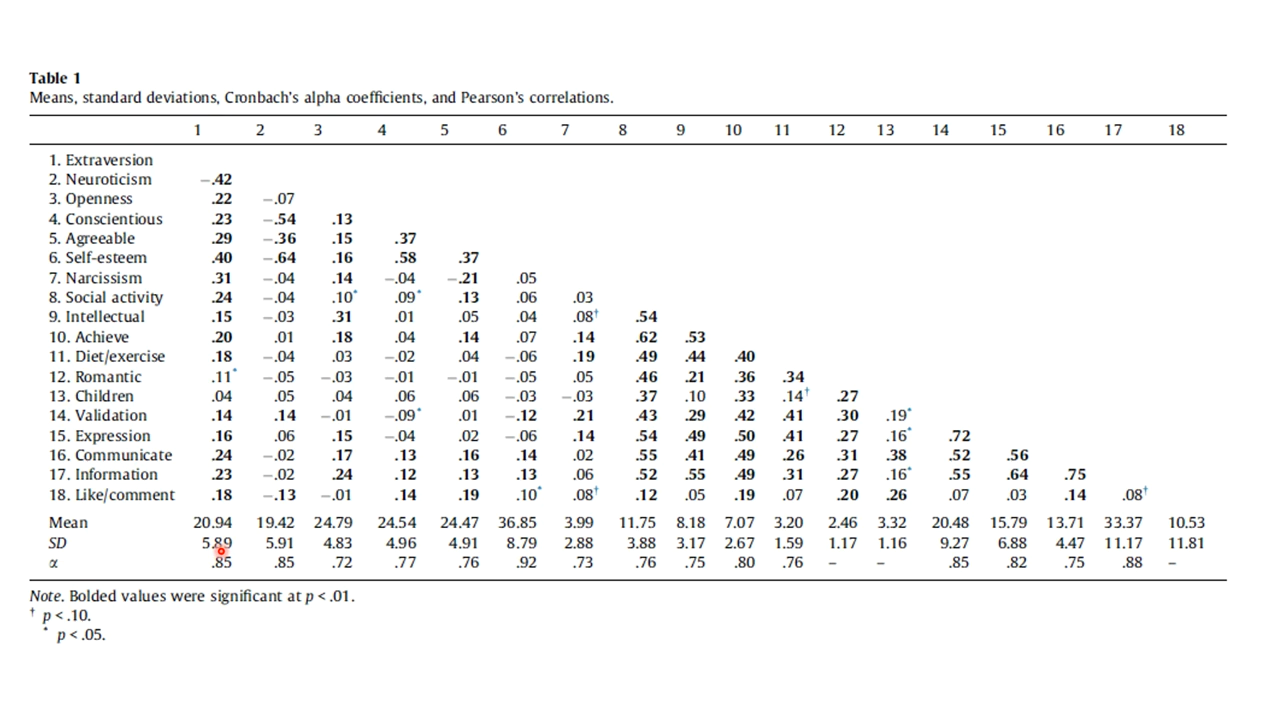 Table 1
Means, standard deviations, Cronbach's alpha coefficients, and Pearson's correlations.
1 2 3 4 5 6 7 8 9 10 11 12 13 14 15 16 17 18
1. Extraversion
2. Neuroticism –.42
3. Openness .22 –.07
4. Conscientious .23 –.54 .13
5. Agreeable .29 –.36 .15 .37
6. Self-esteem .40 –.64 .16 .58 .37
7. Narcissism .31 –.04 .14 –.04 –.21 .05
8. Social activity .24 –.04 .10* .09* .13 .06 .03
9. Intellectual .15 –.03 .31 .01 .05 .04 .08† .54
10. Achieve .20 .01 .18 .04 .14 .07 .14 .62 .53
11. Diet/exercise .18 –.04 .03 –.02 .04 –.06 .19 .49 .44 .40
12. Romantic .11* –.05 –.03 –.01 –.01 –.05 .05 .46 .21 .36 .34
13. Children .04 .05 .04 .06 .06 –.03 –.03 .37 .10 .33 .14† .27
14. Validation .14 .14 –.01 –.09* .01 –.12 .21 .43 .29 .42 .41 .30 .19*
15. Expression .16 .06 .15 –.04 .02 –.06 .14 .54 .49 .50 .41 .27 .16* .72
16. Communicate .24 –.02 .17 .13 .16 .14 .02 .55 .41 .49 .26 .31 .38 .52 .56
17. Information .23 –.02 .24 .12 .13 .13 .06 .52 .55 .49 .31 .27 .16* .55 .64 .75
18. Like/comment .18 –.13 –.01 .14 .19 .10* .08† .12 .05 .19 .07 .20 .26 .07 .03 .14 .08†
Mean 20.94 19.42 24.79 24.54 24.47 36.85 3.99 11.75 8.18 7.07 3.20 2.46 3.32 20.48 15.79 13.71 33.37 10.53
SD 5.89 5.91 4.83 4.96 4.91 8.79 2.88 3.88 3.17 2.67 1.59 1.17 1.16 9.27 6.88 4.47 11.17 11.81
α .85 .85 .72 .77 .76 .92 .73 .76 .75 .80 .76 – – .85 .82 .75 .88 –
Note. Bolded values were significant at p < .01.
† p < .10.
* p < .05.